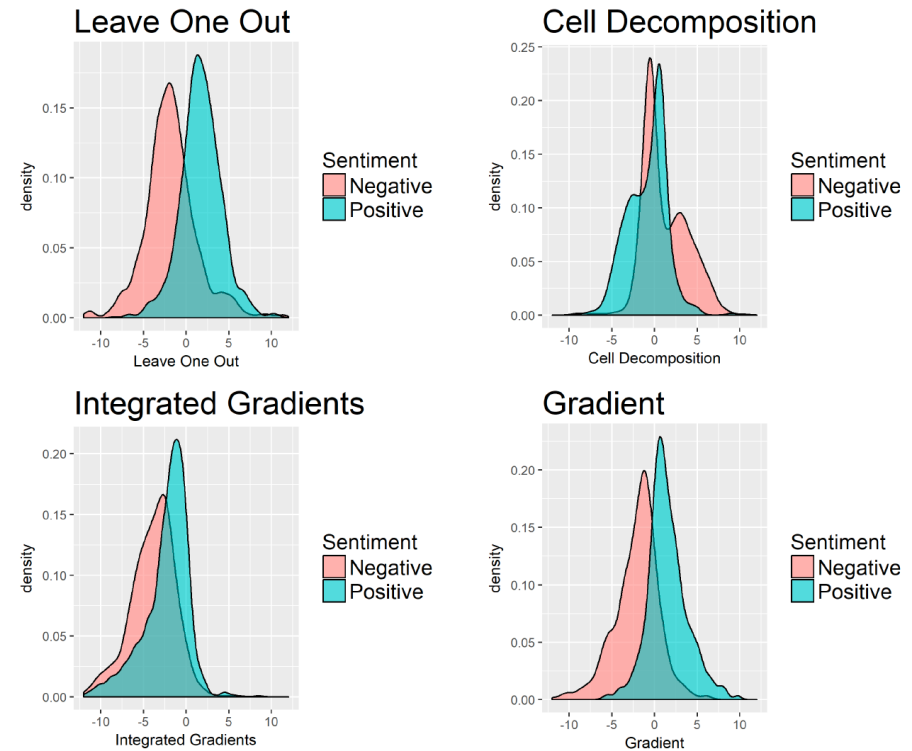 Leave One Out
0.15
0.10
0.05
0.00
density
-10 -5 0 5 10
Leave One Out
Sentiment
Negative
Positive
Cell Decomposition
0.25
0.20
0.15
0.10
0.05
0.00
density
-10 -5 0 5 10
Cell Decomposition
Sentiment
Negative
Positive
Integrated Gradients
0.20
0.15
0.10
0.05
0.00
density
-10 -5 0 5 10
Integrated Gradients
Sentiment
Negative
Positive
Gradient
0.20
0.15
0.10
0.05
0.00
density
-10 -5 0 5 10
Gradient
Sentiment
Negative
Positive